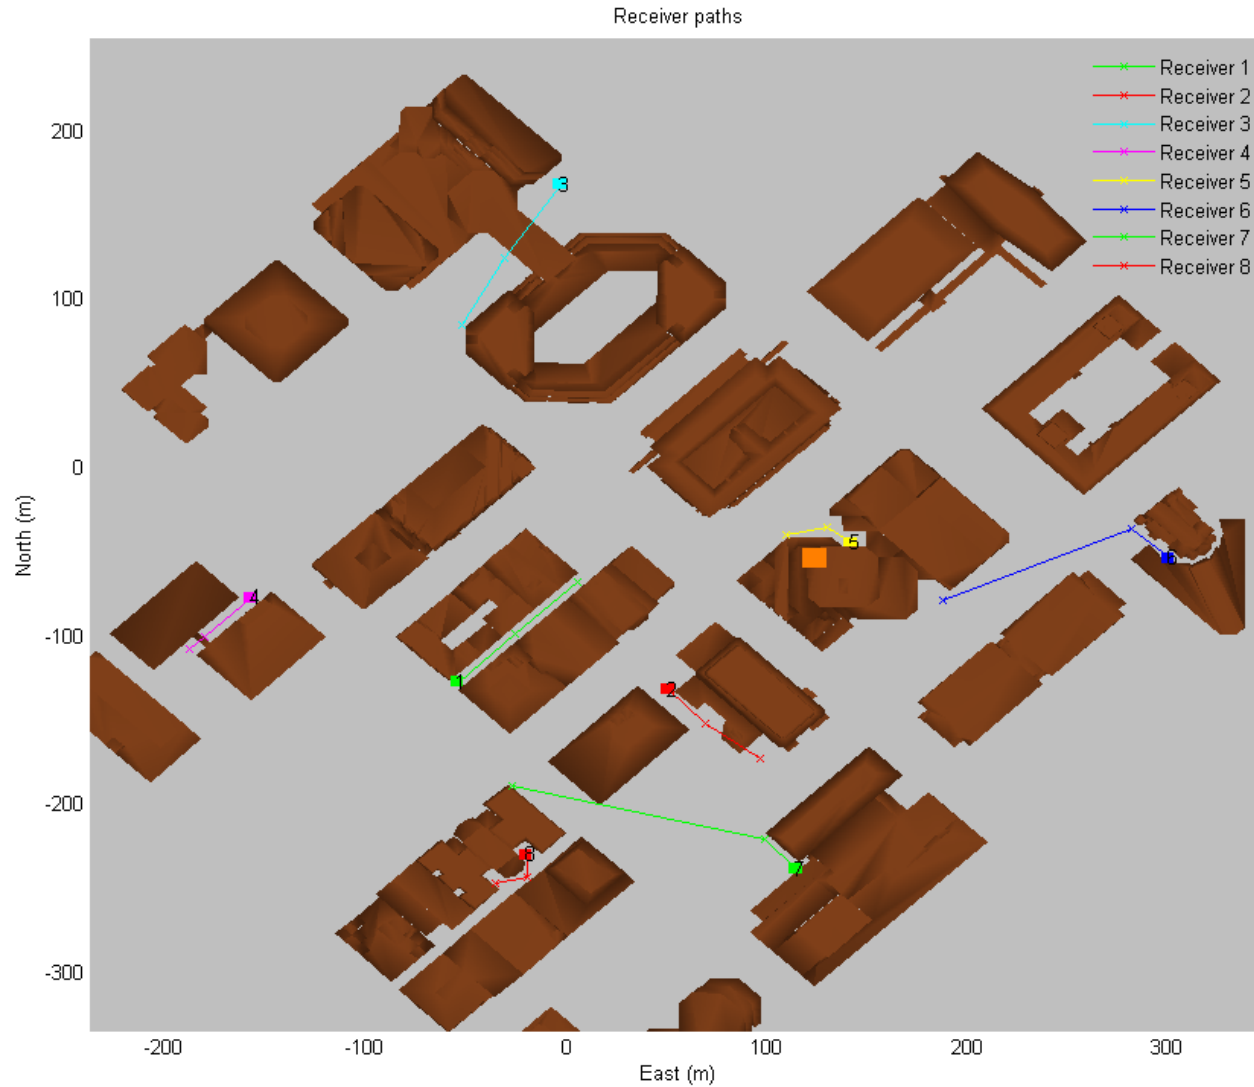 Receiver paths
Receiver 1
Receiver 2
Receiver 3
Receiver 4
Receiver 5
Receiver 6
Receiver 7
Receiver 8
200
100
0
-100
-200
-300
North (m)
3
5
6
4
1
2
8
7
-200
-100
0
100
200
300
East (m)